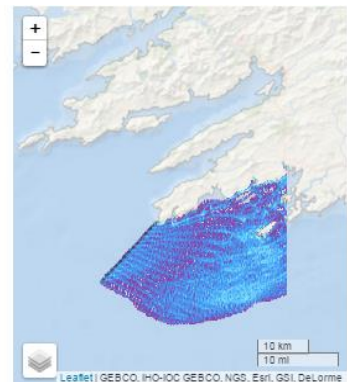 +
−
10 km
10 mi
Leaflet | GEBCO, IHO-IOC GEBCO, NGS, Esri, GSI, DeLorme